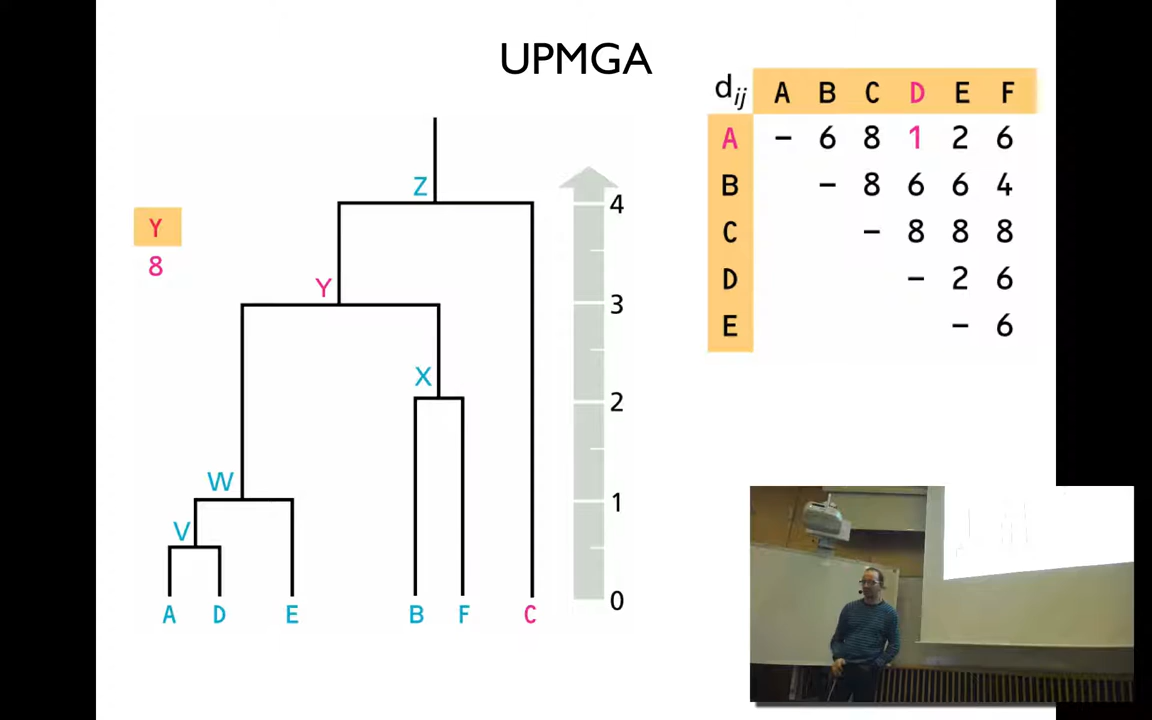 UPMGA
dij A B C D E F
A - 6 8 1 2 6
B - 8 6 6 4
C - 8 8 8
D - 2 6
E - 6
Z
4
Y
8
Y
3
X
2
W
1
V
0
A D E B F C